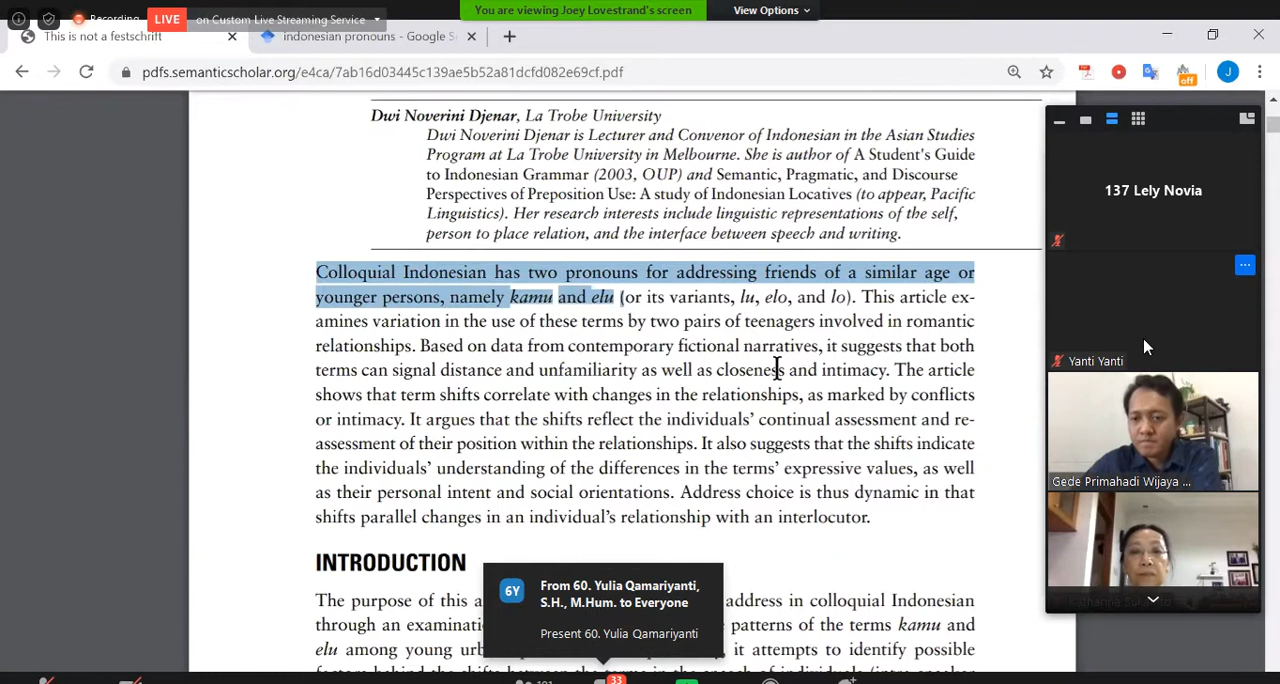 Recording
LIVE
on Custom Live Streaming Service
You are viewing Joey Lovestrand's screen
View Options
This is not a festschrift
indonesian pronouns - Google S
pdfs.semanticscholar.org/e4ca/7ab16d03445c139ae5b52a81dcfd082e69cf.pdf
off
J
Dwi Noverini Djenar, La Trobe University
Dwi Noverini Djenar is Lecturer and Convenor of Indonesian in the Asian Studies
Program at La Trobe University in Melbourne. She is author of A Student's Guide
to Indonesian Grammar (2003, OUP) and Semantic, Pragmatic, and Discourse
Perspectives of Preposition Use: A study of Indonesian Locatives (to appear, Pacific
Linguistics). Her research interests include linguistic representations of the self,
person to place relation, and the interface between speech and writing.
Colloquial Indonesian has two pronouns for addressing friends of a similar age or
younger persons, namely kamu and elu (or its variants, lu, elo, and lo). This article ex-
amines variation in the use of these terms by two pairs of teenagers involved in romantic
relationships. Based on data from contemporary fictional narratives, it suggests that both
terms can signal distance and unfamiliarity as well as closeness and intimacy. The article
shows that term shifts correlate with changes in the relationships, as marked by conflicts
or intimacy. It argues that the shifts reflect the individuals' continual assessment and re-
assessment of their position within the relationships. It also suggests that the shifts indicate
the individuals' understanding of the differences in the terms' expressive values, as well
as their personal intent and social orientations. Address choice is thus dynamic in that
shifts parallel changes in an individual's relationship with an interlocutor.
INTRODUCTION
The purpose of this a
address in colloquial Indonesian
through an examinati
patterns of the terms kamu and
elu among young urb
it attempts to identify possible
6Y
From 60. Yulia Qamariyanti,
S.H., M.Hum. to Everyone
Present 60. Yulia Qamariyanti
137 Lely Novia
Yanti Yanti
Gede Primahadi Wijaya ...
33